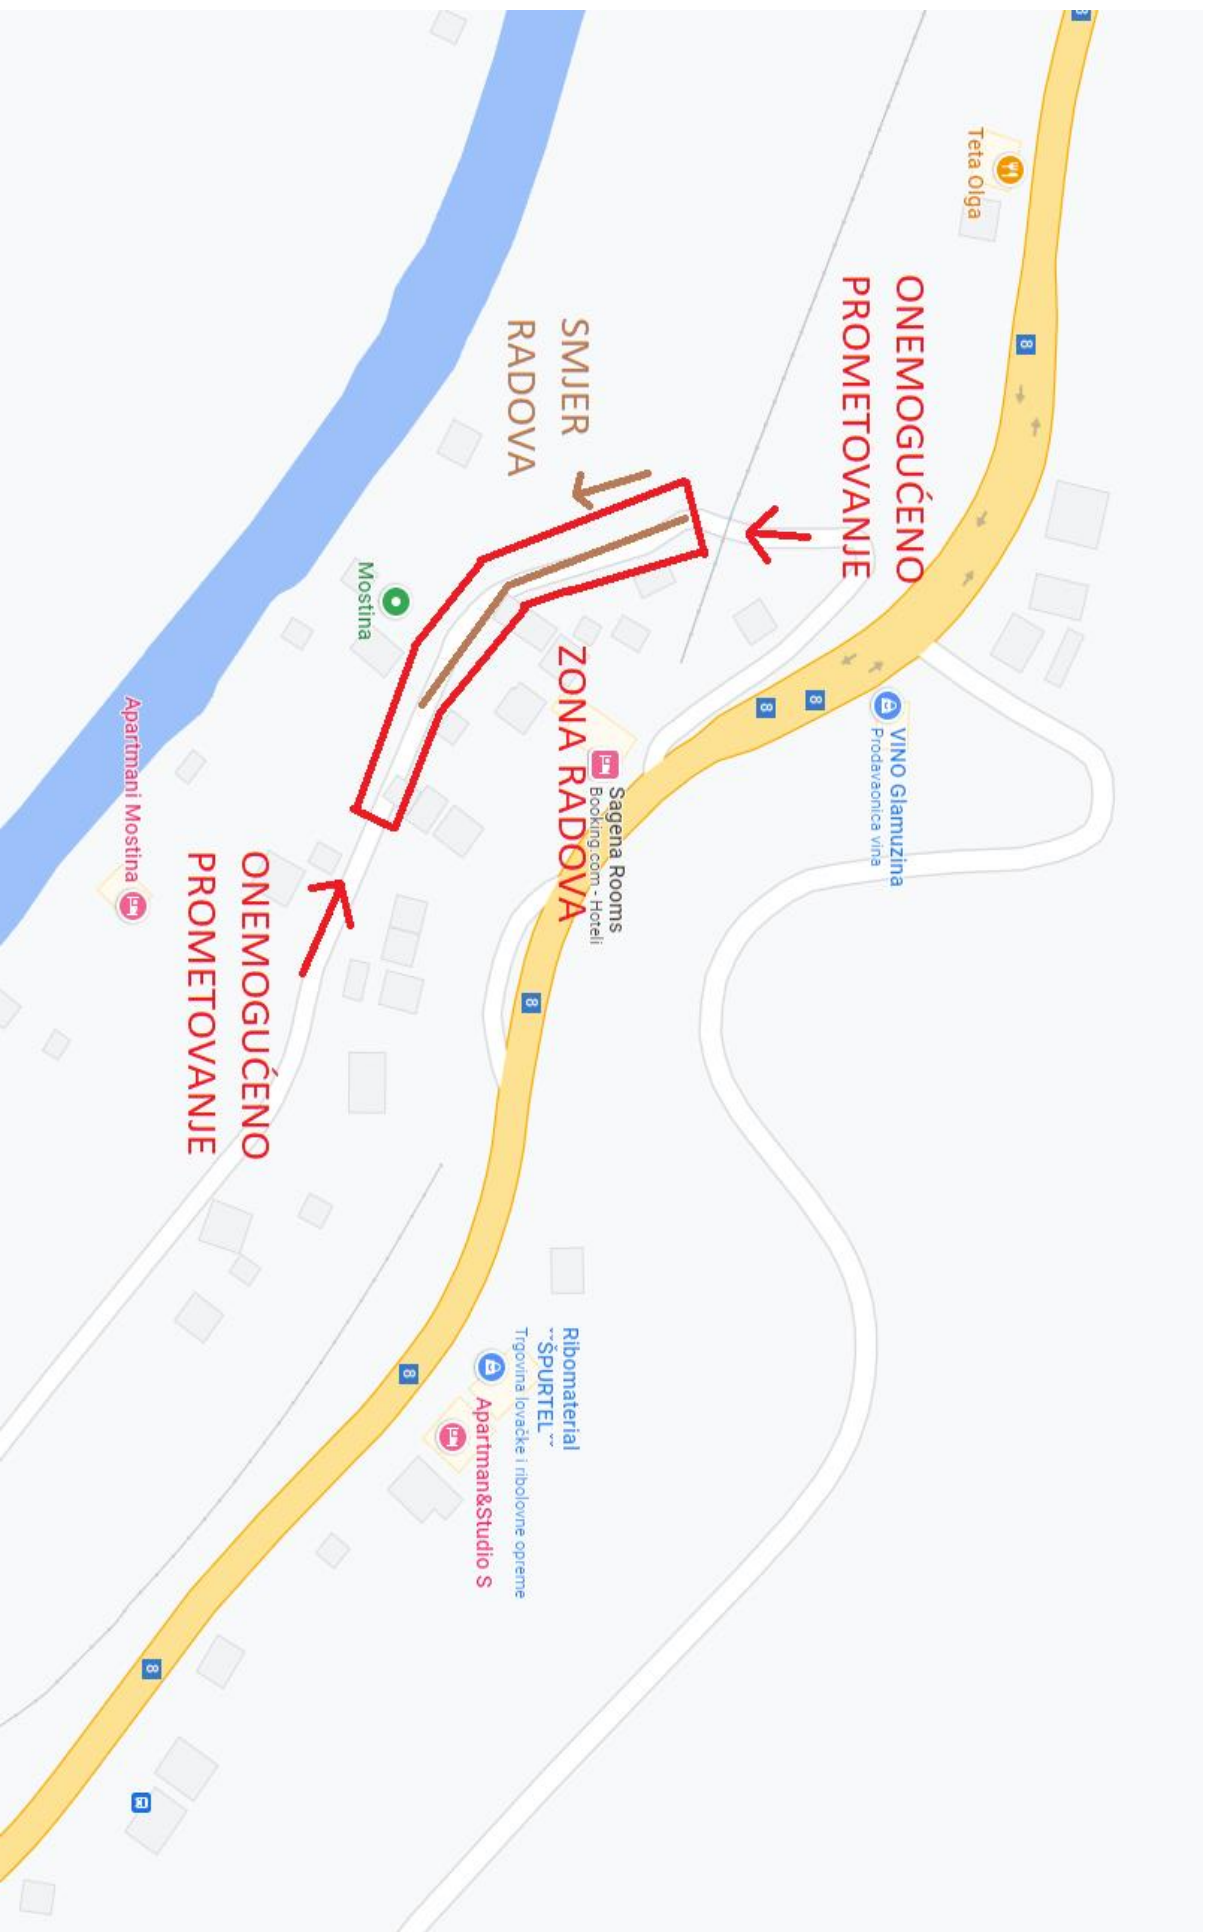 8
Teta Olga
8
ONEMOGUĆENO
PROMETOVANJE
SMJER
RADOVA
Mostina
ZONA RADOVA
8
8
VINO Glamuzina
Prodavaonica vina
Sagena Rooms
Booking.com - Hoteli
Apartmani Mostina
ONEMOGUĆENO
PROMETOVANJE
8
Ribomaterial
˝ŠPURTEL˝
Trgovina lovačke i ribolovne opreme
Apartman&Studio S
8
8